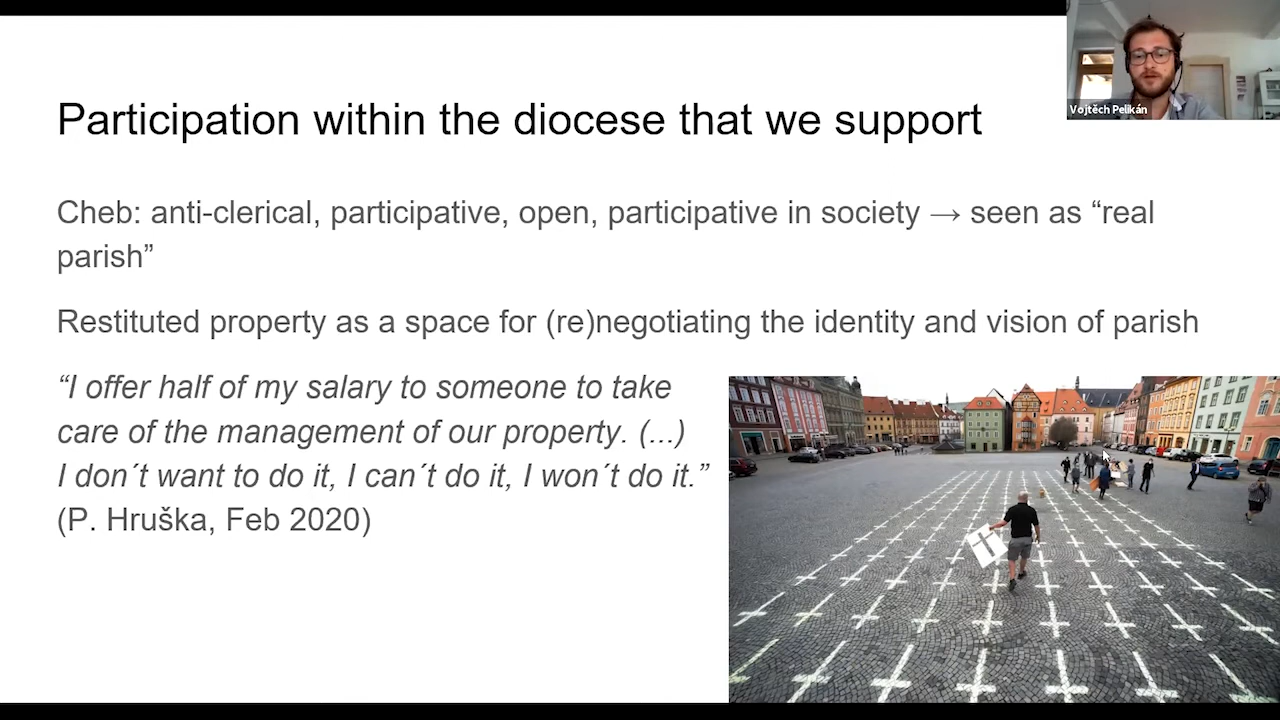 Vojtěch Pelikán
Participation within the diocese that we support
Cheb: anti-clerical, participative, open, participative in society → seen as “real
parish”
Restituted property as a space for (re)negotiating the identity and vision of parish
“I offer half of my salary to someone to take
care of the management of our property. (...)
I don´t want to do it, I can´t do it, I won´t do it.”
(P. Hruška, Feb 2020)